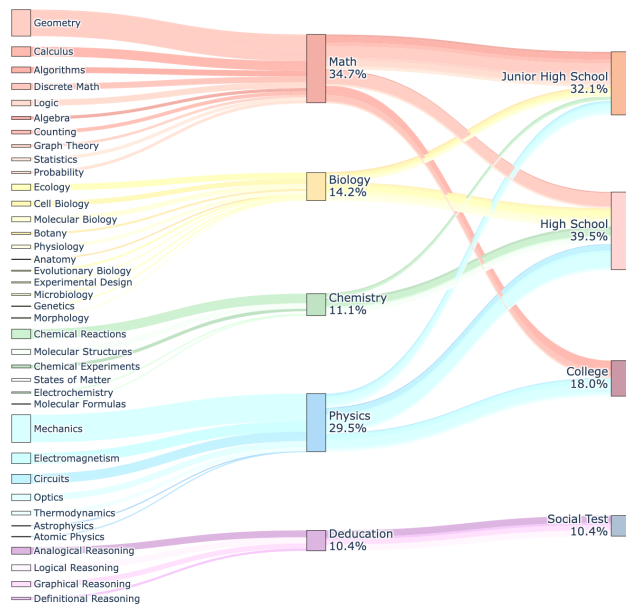 Geometry
Calculus
Algorithms
Discrete Math
Logic
Algebra
Counting
Graph Theory
Statistics
Probability
Ecology
Cell Biology
Molecular Biology
Botany
Physiology
Anatomy
Evolutionary Biology
Experimental Design
Microbiology
Genetics
Morphology
Chemical Reactions
Molecular Structures
Chemical Experiments
States of Matter
Electrochemistry
Molecular Formulas
Mechanics
Electromagnetism
Circuits
Optics
Thermodynamics
Astrophysics
Atomic Physics
Analogical Reasoning
Logical Reasoning
Graphical Reasoning
Definitional Reasoning
Math
34.7%
Biology
14.2%
Chemistry
11.1%
Physics
29.5%
Deducation
10.4%
Junior High School
32.1%
High School
39.5%
College
18.0%
Social Test
10.4%